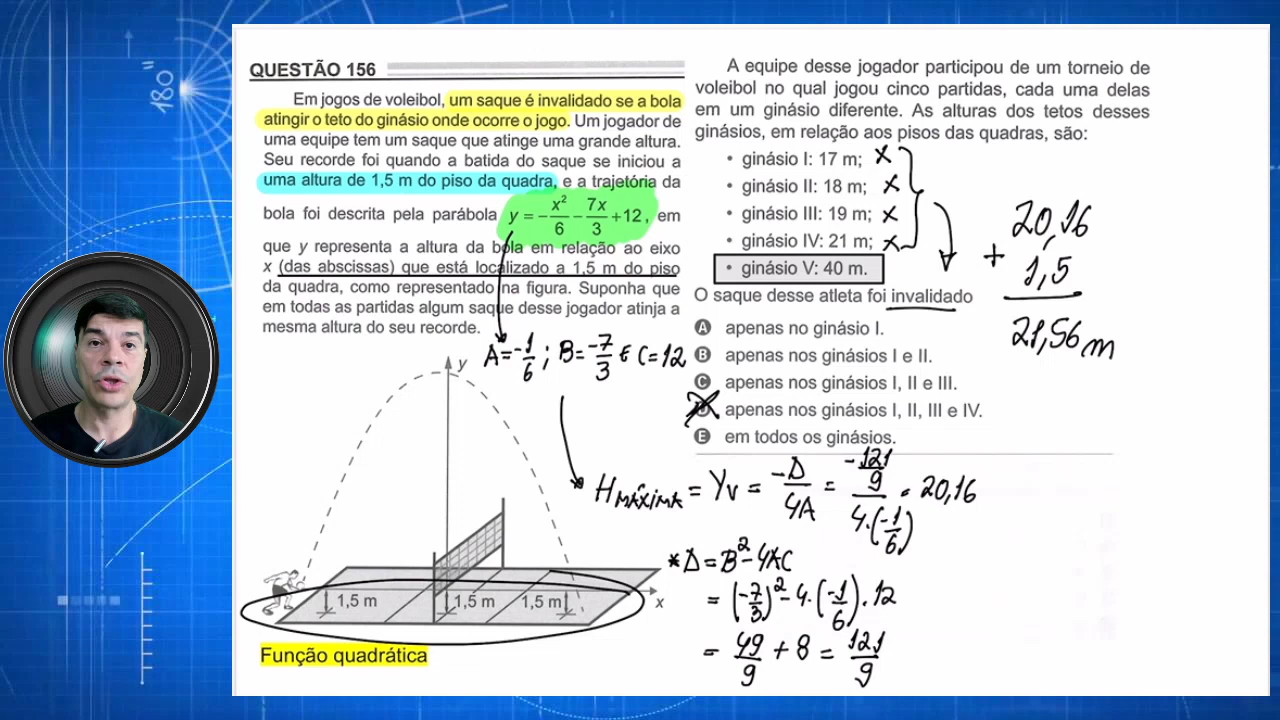 180°
QUESTÃO 156
Em jogos de voleibol, um saque é invalidado se a bola
atingir o teto do ginásio onde ocorre o jogo. Um jogador de
uma equipe tem um saque que atinge uma grande altura.
Seu recorde foi quando a batida do saque se iniciou a
uma altura de 1,5 m do piso da quadra, e a trajetória da
bola foi descrita pela parábola y = -x²/6 - 7x/3 + 12, em
que y representa a altura da bola em relação ao eixo
x (das abscissas) que está localizado a 1,5 m do piso
da quadra, como representado na figura. Suponha que
em todas as partidas algum saque desse jogador atinja a
mesma altura do seu recorde.
A=-1/6 ; B=-7/3 E C=12
y
1,5 m
1,5 m
1,5 m
x
Função quadrática
A equipe desse jogador participou de um torneio de
voleibol no qual jogou cinco partidas, cada uma delas
em um ginásio diferente. As alturas dos tetos desses
ginásios, em relação aos pisos das quadras, são:
• ginásio I: 17 m; X
• ginásio II: 18 m; X
• ginásio III: 19 m; X
• ginásio IV: 21 m; X
• ginásio V: 40 m.
20,16
+ 1,5
21,56 m
O saque desse atleta foi invalidado
A apenas no ginásio I.
B apenas nos ginásios I e II.
C apenas nos ginásios I, II e III.
D apenas nos ginásios I, II, III e IV.
E em todos os ginásios.
HMÁXIMA = YV = -Δ/4A = -121/9 / 4.(-1/6) = 20,16
* Δ = B² - 4AC
= (-7/3)² - 4.(-1/6).12
= 49/9 + 8 = 121/9